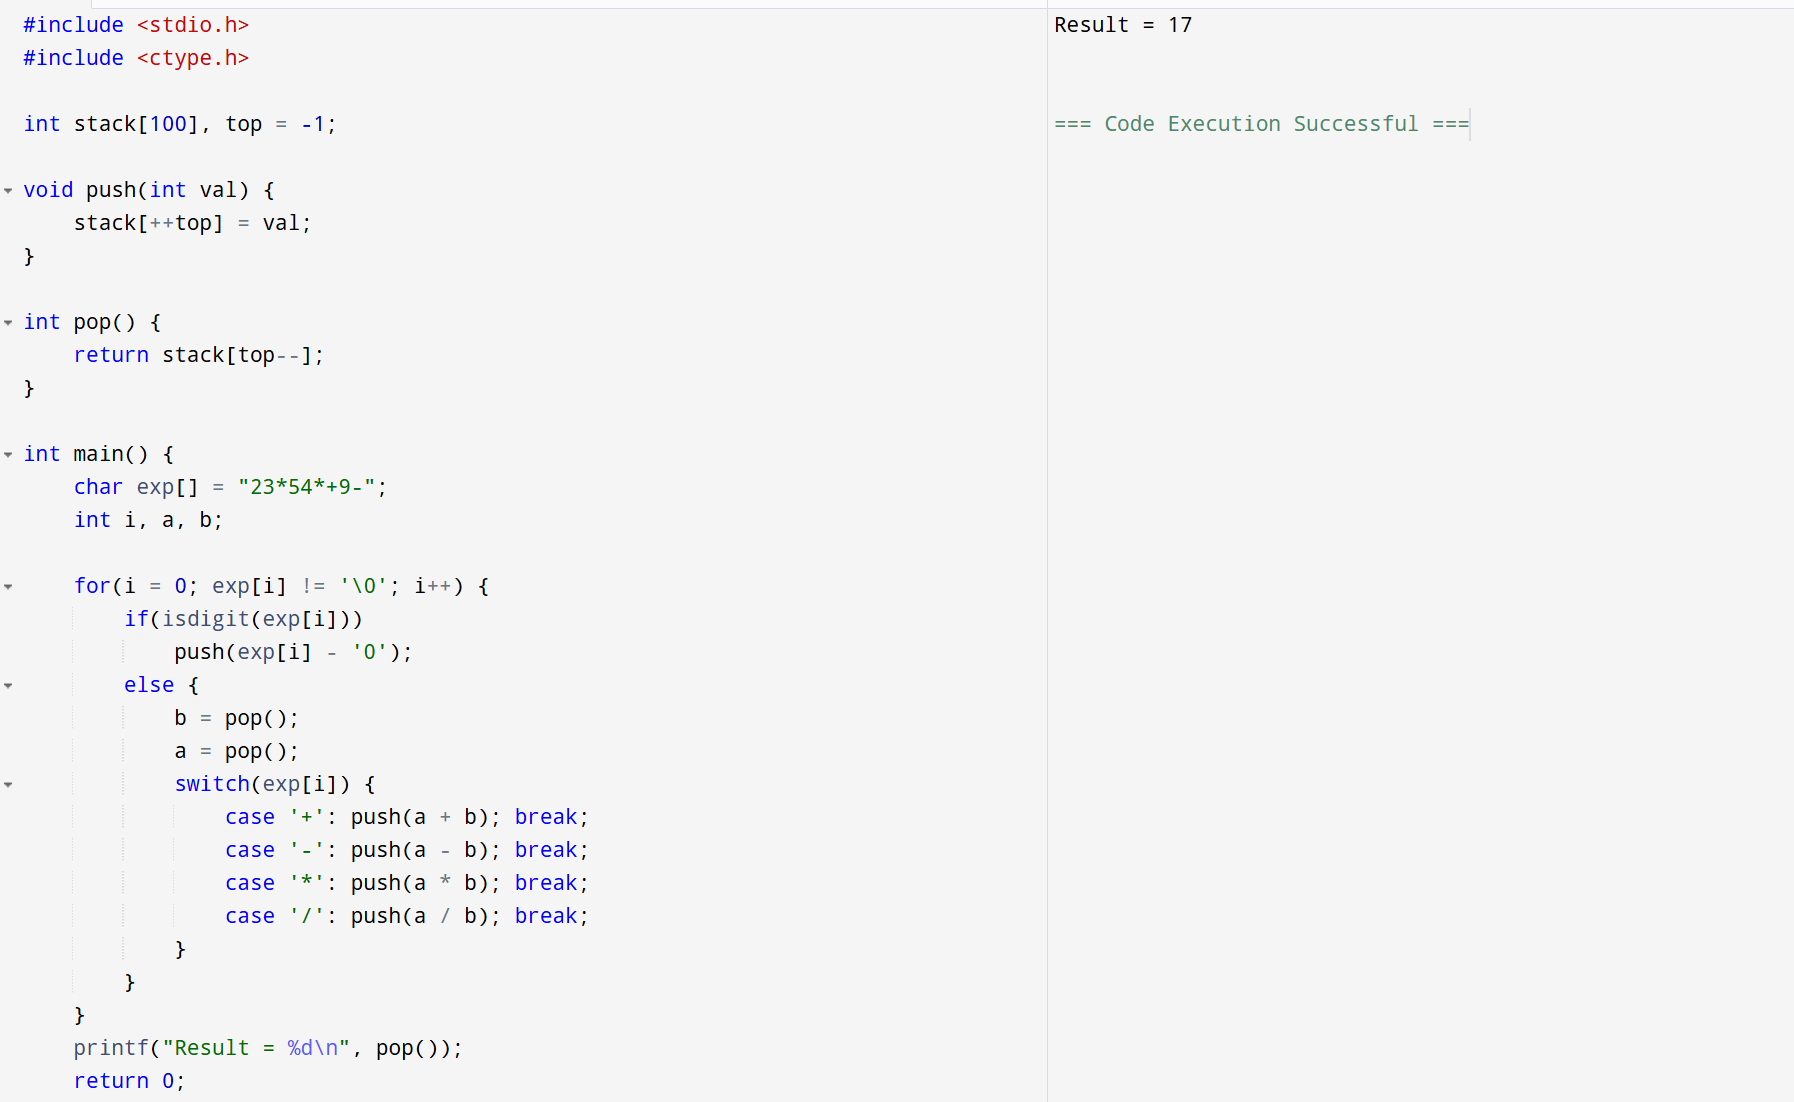 #include <stdio.h>
#include <ctype.h>
int stack[100], top = -1;
void push(int val) {
    stack[++top] = val;
}
int pop() {
    return stack[top--];
}
int main() {
    char exp[] = "23*54*+9-";
    int i, a, b;
    for(i = 0; exp[i] != '\0'; i++) {
        if(isdigit(exp[i]))
            push(exp[i] - '0');
        else {
            b = pop();
            a = pop();
            switch(exp[i]) {
                case '+': push(a + b); break;
                case '-': push(a - b); break;
                case '*': push(a * b); break;
                case '/': push(a / b); break;
            }
        }
    }
    printf("Result = %d\n", pop());
    return 0;
Result = 17
=== Code Execution Successful ===